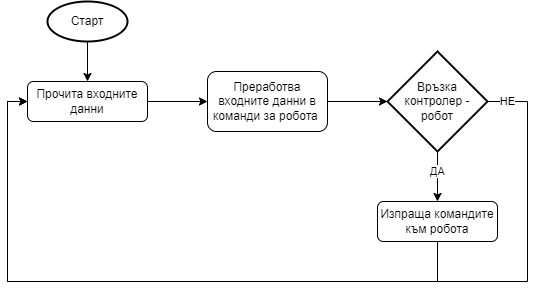 Старт
Прочита входните
данни
Преработва
входните данни в
команди за робота
Връзка
контролер -
робот
НЕ
ДА
Изпраща командите
към робота